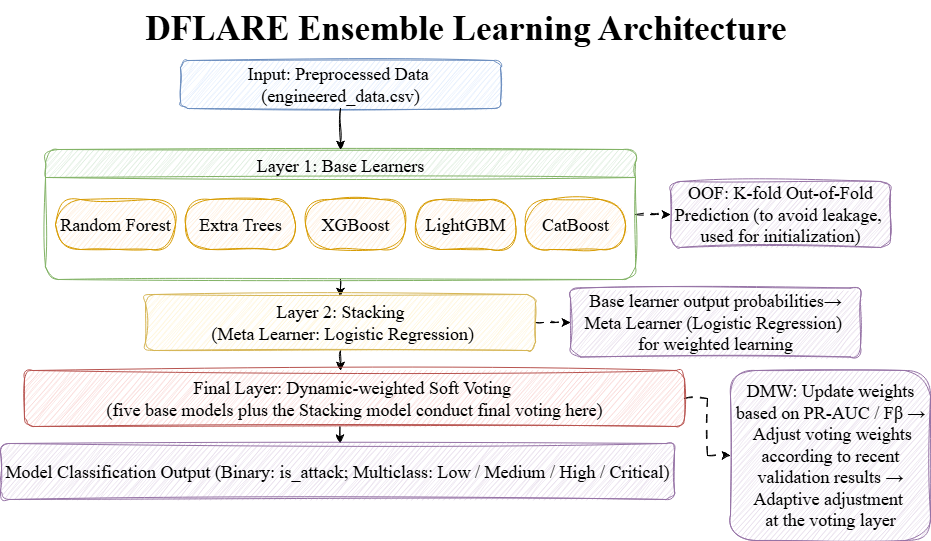 DFLARE Ensemble Learning Architecture
Input: Preprocessed Data
(engineered_data.csv)
Layer 1: Base Learners
Random Forest
Extra Trees
XGBoost
LightGBM
CatBoost
OOF: K-fold Out-of-Fold
Prediction (to avoid leakage,
used for initialization)
Layer 2: Stacking
(Meta Learner: Logistic Regression)
Base learner output probabilities→
Meta Learner (Logistic Regression)
for weighted learning
Final Layer: Dynamic-weighted Soft Voting
(five base models plus the Stacking model conduct final voting here)
DMW: Update weights
based on PR-AUC / Fβ →
Adjust voting weights
according to recent
validation results →
Adaptive adjustment
at the voting layer
Model Classification Output (Binary: is_attack; Multiclass: Low / Medium / High / Critical)